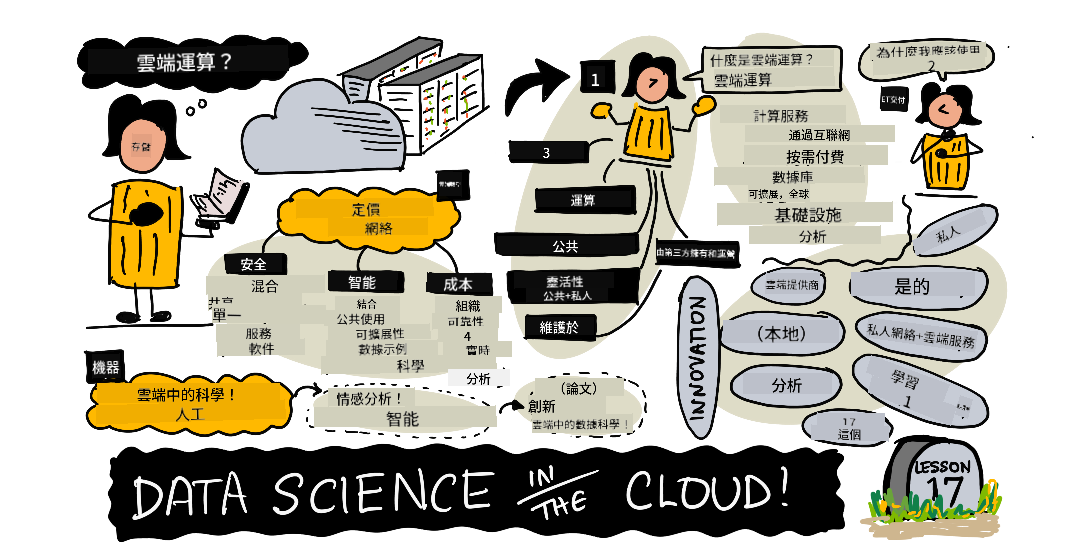 雲端運算？
存儲
定價
網絡
安全
混合
共享
單一
服務
軟件
智能
結合
公共使用
可擴展性
數據示例
科學
成本
組織
可靠性
4
實時
分析
機器
雲端中的科學！
人工
情感分析！
智能
（論文）
創新
雲端中的數據科學！
1
什麼是雲端運算？
雲端運算
3
運算
公共
靈活性
公共+私人
維護於
由第三方擁有和運營
計算服務
通過互聯網
按需付費
數據庫
可擴展，全球
基礎設施
分析
為什麼我應該使用
2
ET交付
私人
INNOVATION
雲端提供商
是的
（本地）
私人網絡+雲端服務
分析
學習
1
17
這個
DATA SCIENCE IN THE CLOUD!
LESSON
17